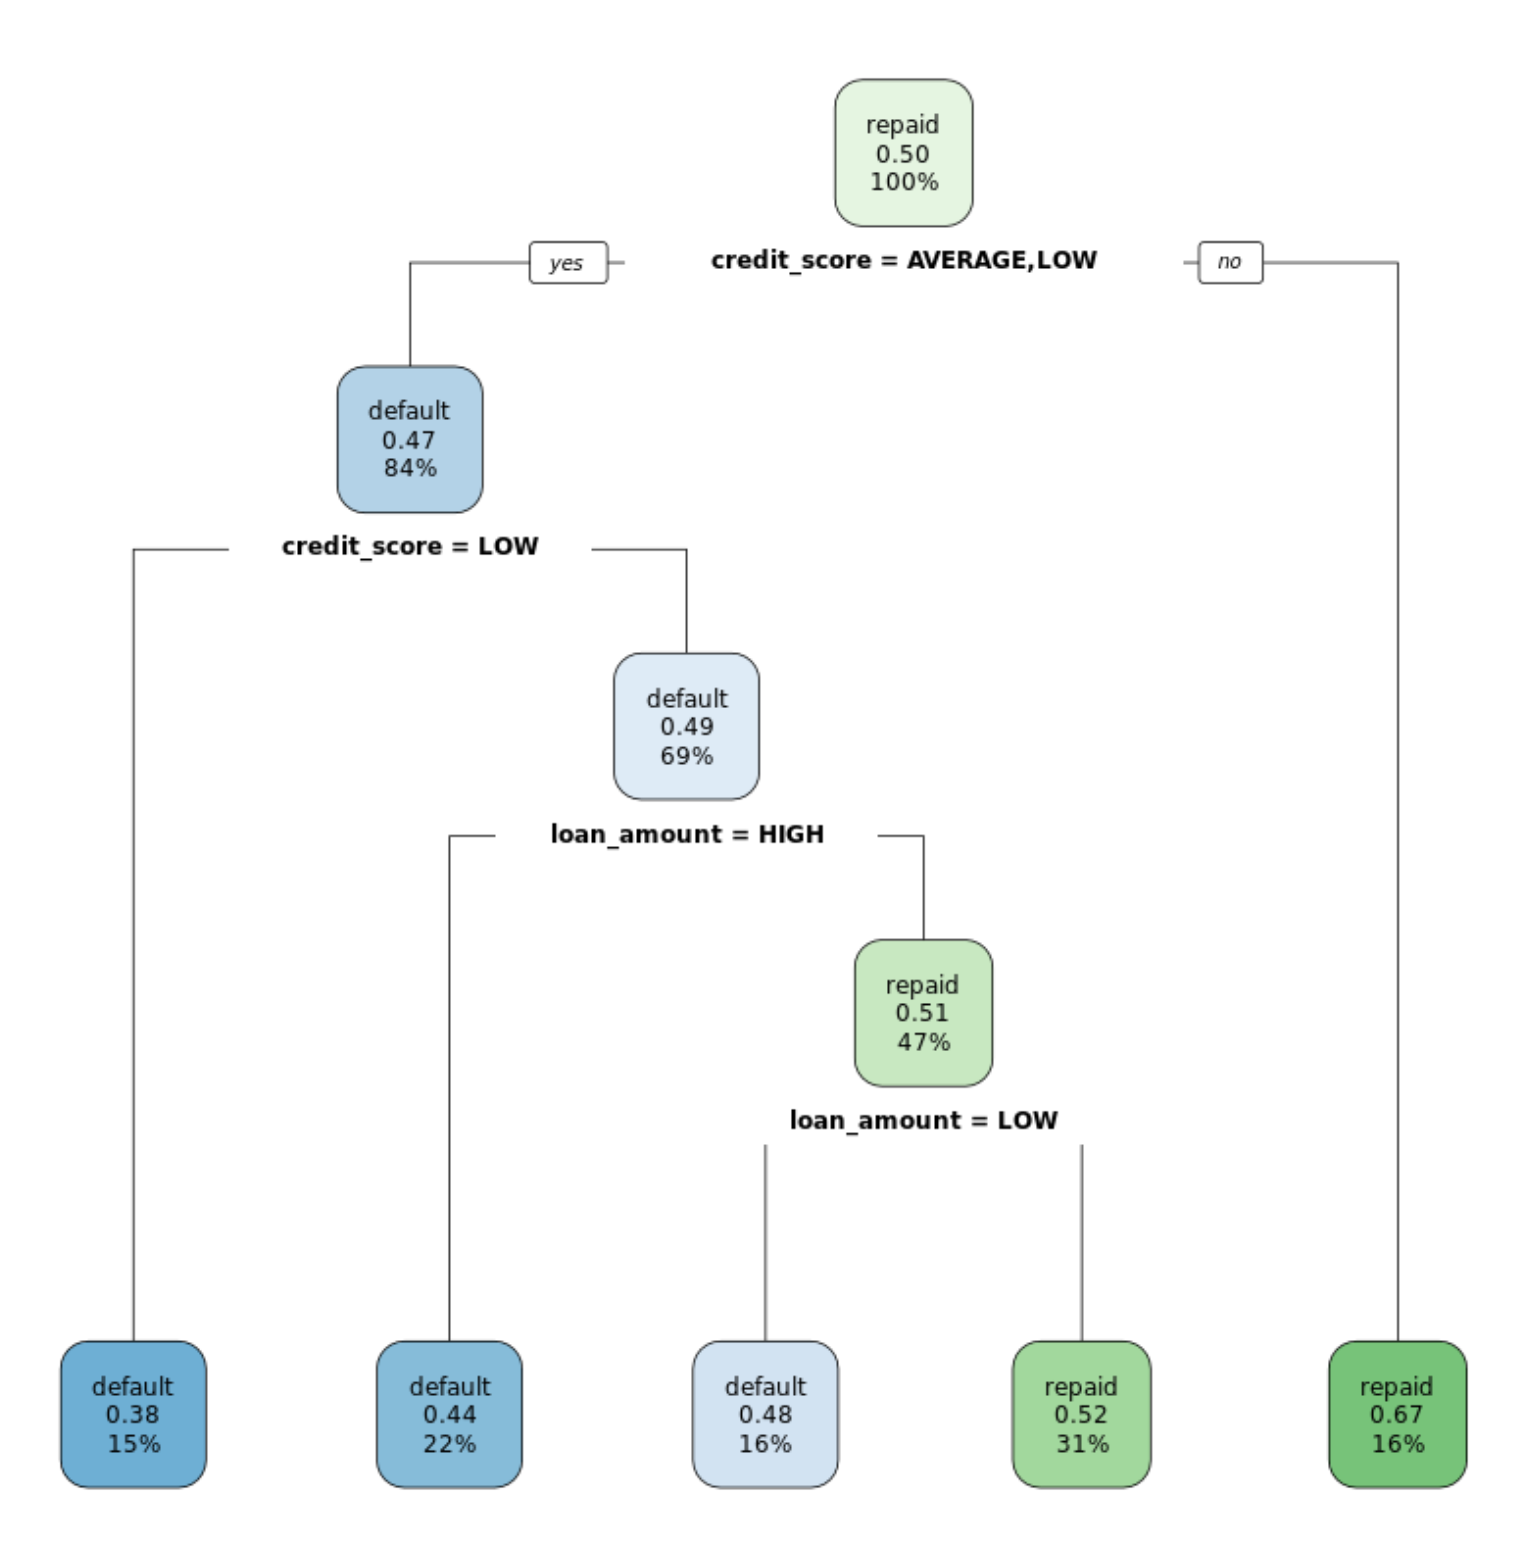 repaid
0.50
100%
yes
credit_score = AVERAGE,LOW
no
default
0.47
84%
credit_score = LOW
default
0.49
69%
loan_amount = HIGH
repaid
0.51
47%
loan_amount = LOW
default
0.38
15%
default
0.44
22%
default
0.48
16%
repaid
0.52
31%
repaid
0.67
16%